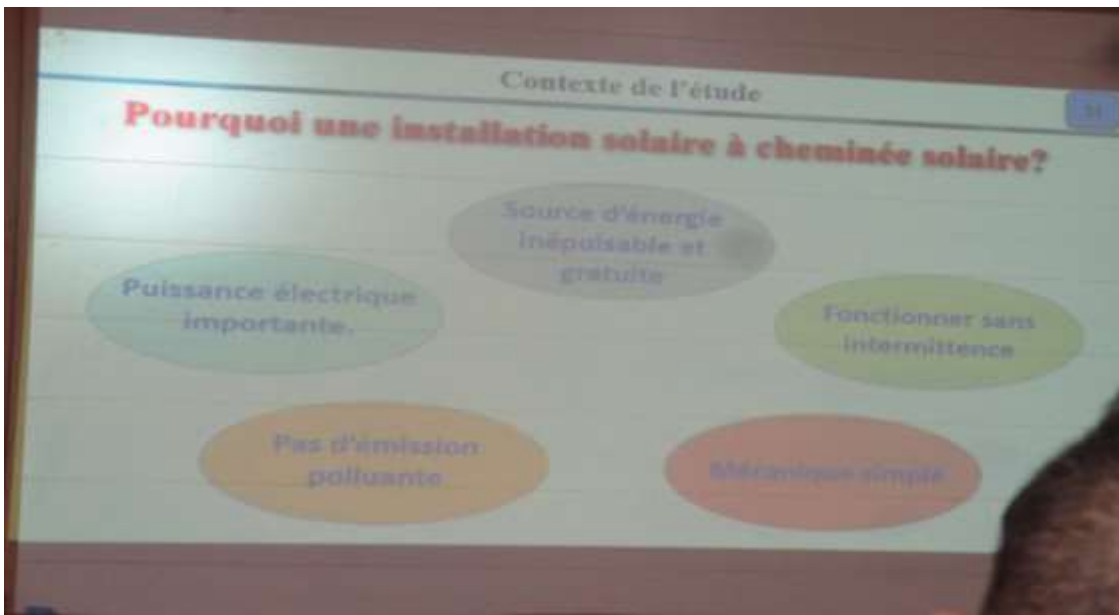 Contexte de l'étude
Pourquoi une installation solaire à cheminée solaire?
Source d'énergie
inépuisable et
gratuite
Puissance électrique
importante.
Fonctionner sans
intermittence
Pas d'émission
polluante
Mécanique simple